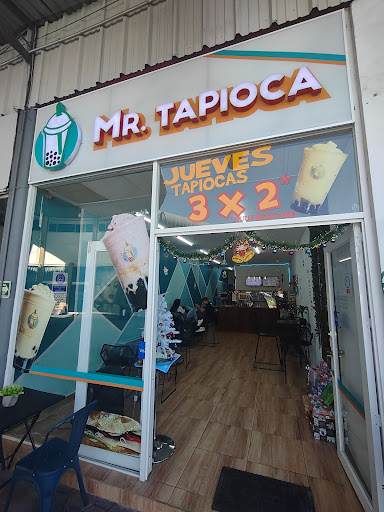 MR. TAPIOCA
JUEVES
TAPIOCAS
3 x 2*